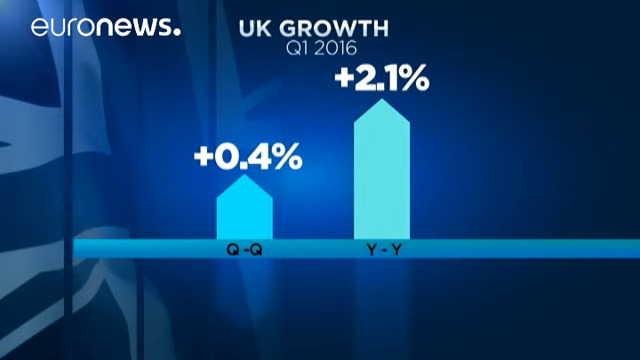 euronews.
UK GROWTH
Q1 2016
+2.1%
+0.4%
Q -Q
Y - Y